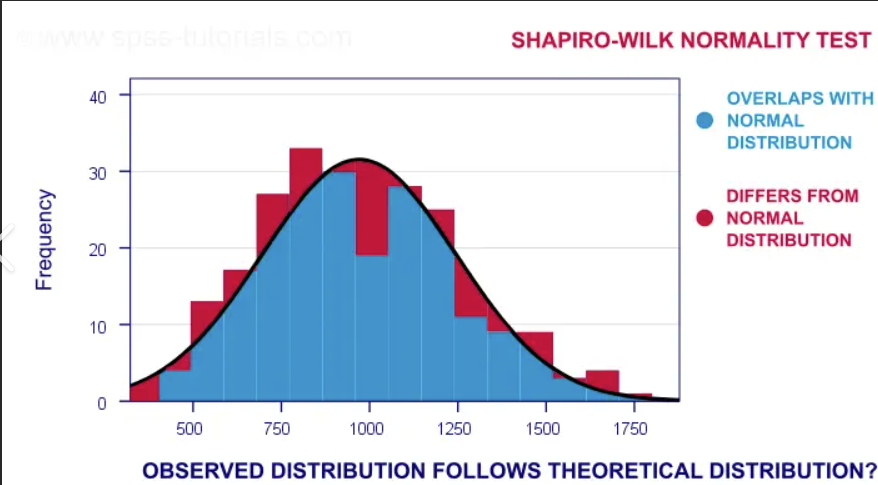 www.spss-tutorials.com
SHAPIRO-WILK NORMALITY TEST
OVERLAPS WITH
NORMAL
DISTRIBUTION
DIFFERS FROM
NORMAL
DISTRIBUTION
Frequency
40
30
20
10
0
500 750 1000 1250 1500 1750
OBSERVED DISTRIBUTION FOLLOWS THEORETICAL DISTRIBUTION?